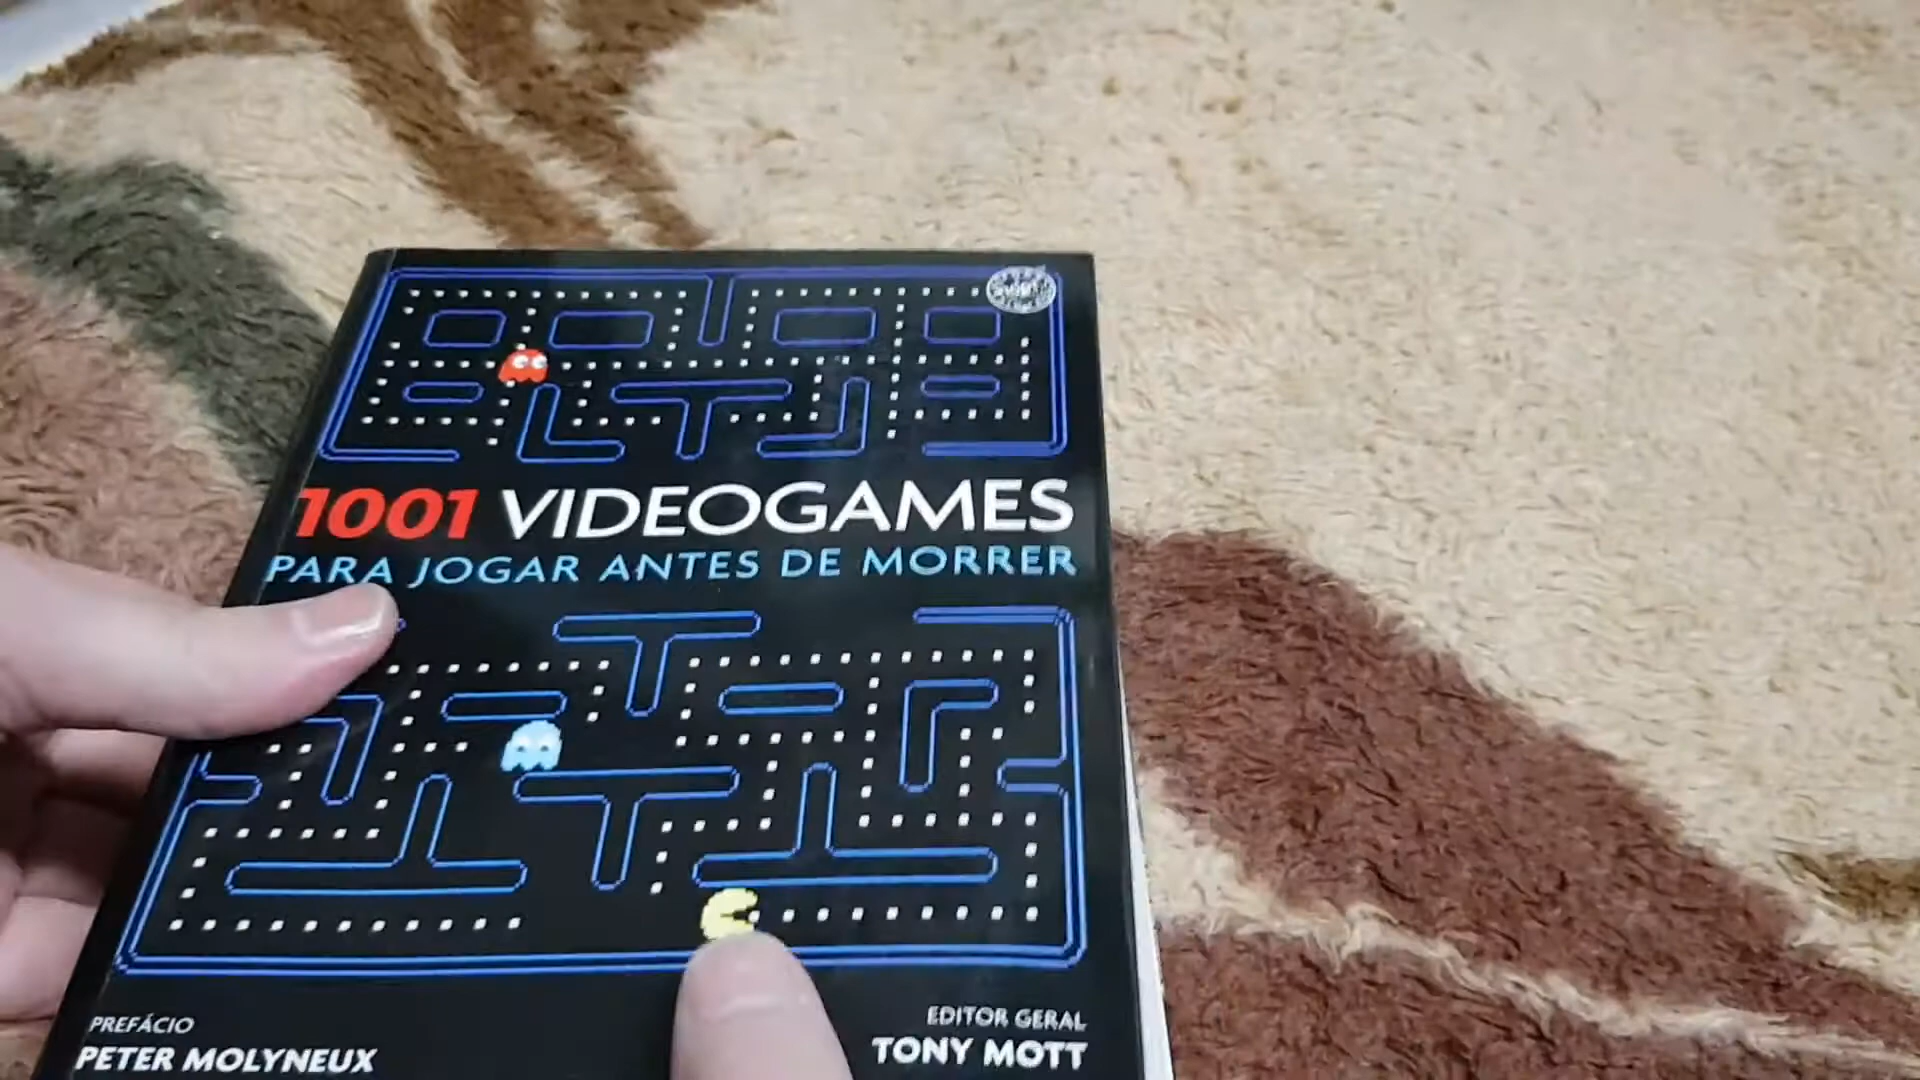 1001 VIDEOGAMES
PARA JOGAR ANTES DE MORRER
PREFÁCIO
PETER MOLYNEUX
EDITOR GERAL
TONY MOTT